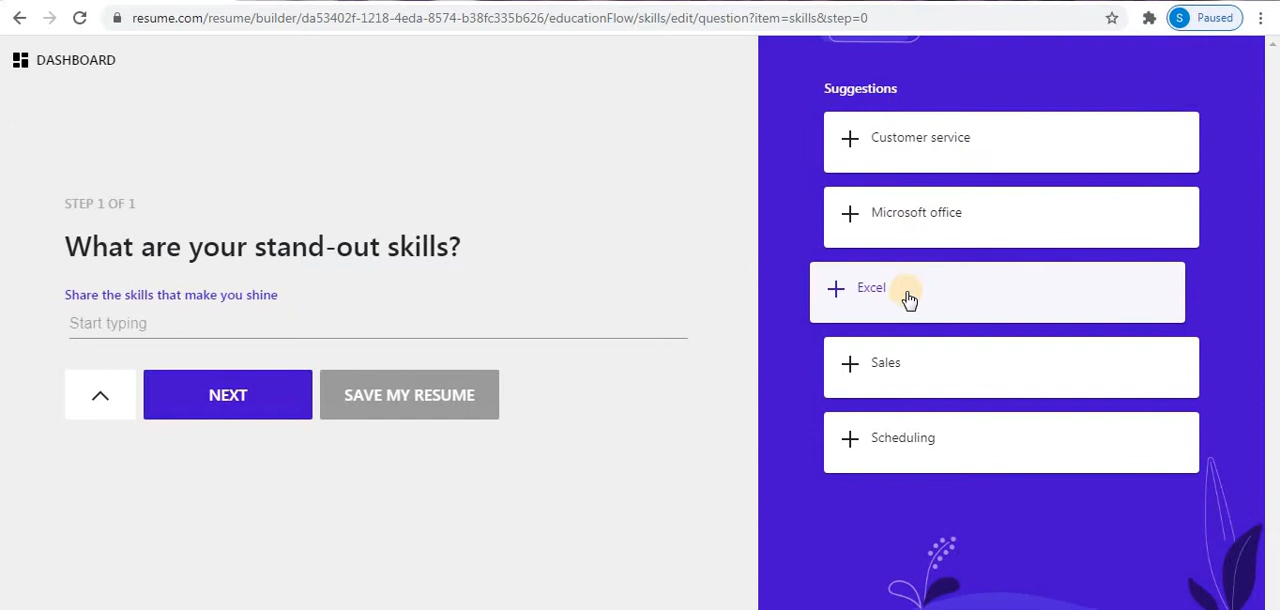 resume.com/resume/builder/da53402f-1218-4eda-8574-b38fc335b626/educationFlow/skills/edit/question?item=skills&step=0
S Paused
DASHBOARD
STEP 1 OF 1
What are your stand-out skills?
Share the skills that make you shine
Start typing
NEXT
SAVE MY RESUME
Suggestions
Customer service
Microsoft office
Excel
Sales
Scheduling